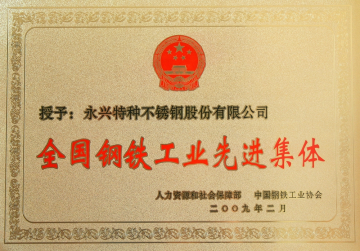 授予：永兴特种不锈钢股份有限公司
全国钢铁工业先进集体
人力资源和社会保障部 中国钢铁工业协会
二〇〇九年二月